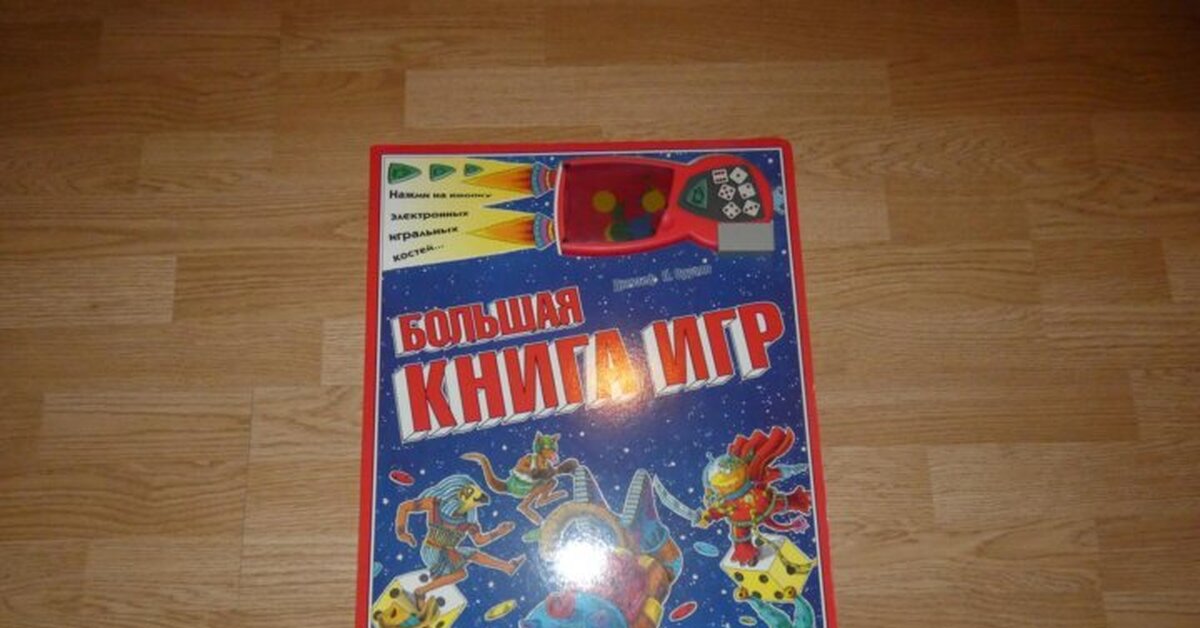 Нажми на кнопку
электронных
игральных
костей...
БОЛЬШАЯ
КНИГА ИГР